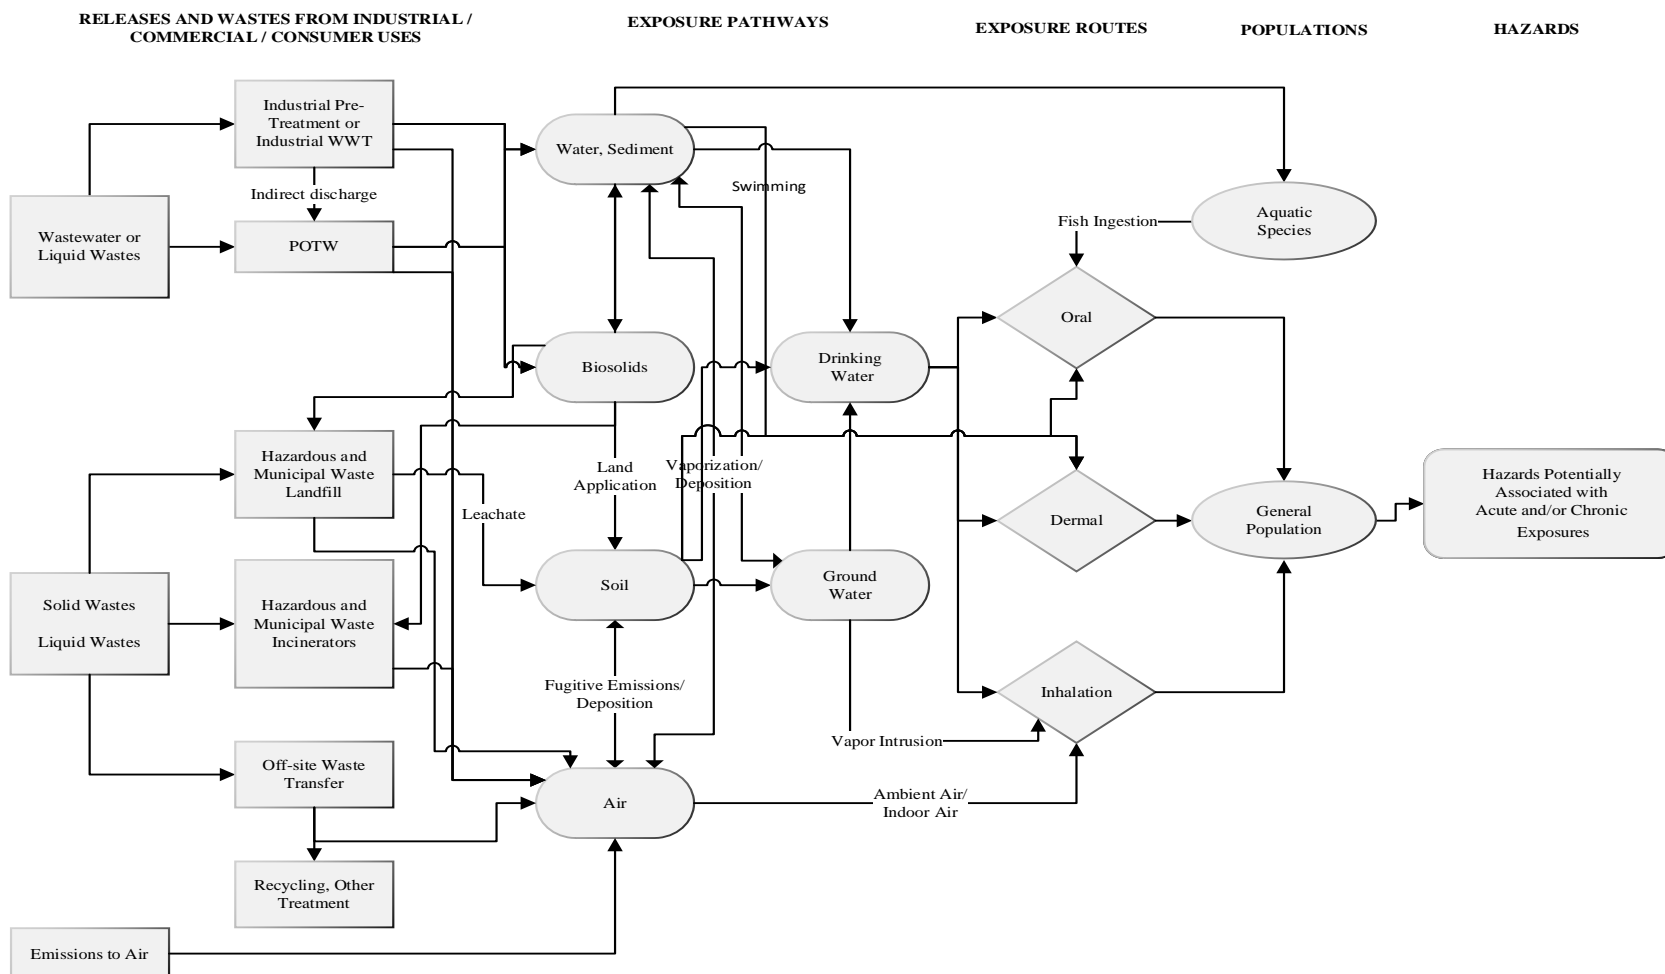 RELEASES AND WASTES FROM INDUSTRIAL /
COMMERCIAL / CONSUMER USES
EXPOSURE PATHWAYS
EXPOSURE ROUTES
POPULATIONS
HAZARDS
Industrial Pre-
Treatment or
Industrial WWT
Indirect discharge
POTW
Wastewater or
Liquid Wastes
Water, Sediment
Swimming
Aquatic
Species
Fish Ingestion
Oral
Biosolids
Drinking
Water
Hazardous and
Municipal Waste
Landfill
Leachate
Land
Application
Vaporization/
Deposition
Dermal
General
Population
Hazards Potentially
Associated with
Acute and/or Chronic
Exposures
Solid Wastes
Liquid Wastes
Hazardous and
Municipal Waste
Incinerators
Soil
Ground
Water
Fugitive Emissions/
Deposition
Inhalation
Vapor Intrusion
Off-site Waste
Transfer
Air
Ambient Air/
Indoor Air
Recycling, Other
Treatment
Emissions to Air